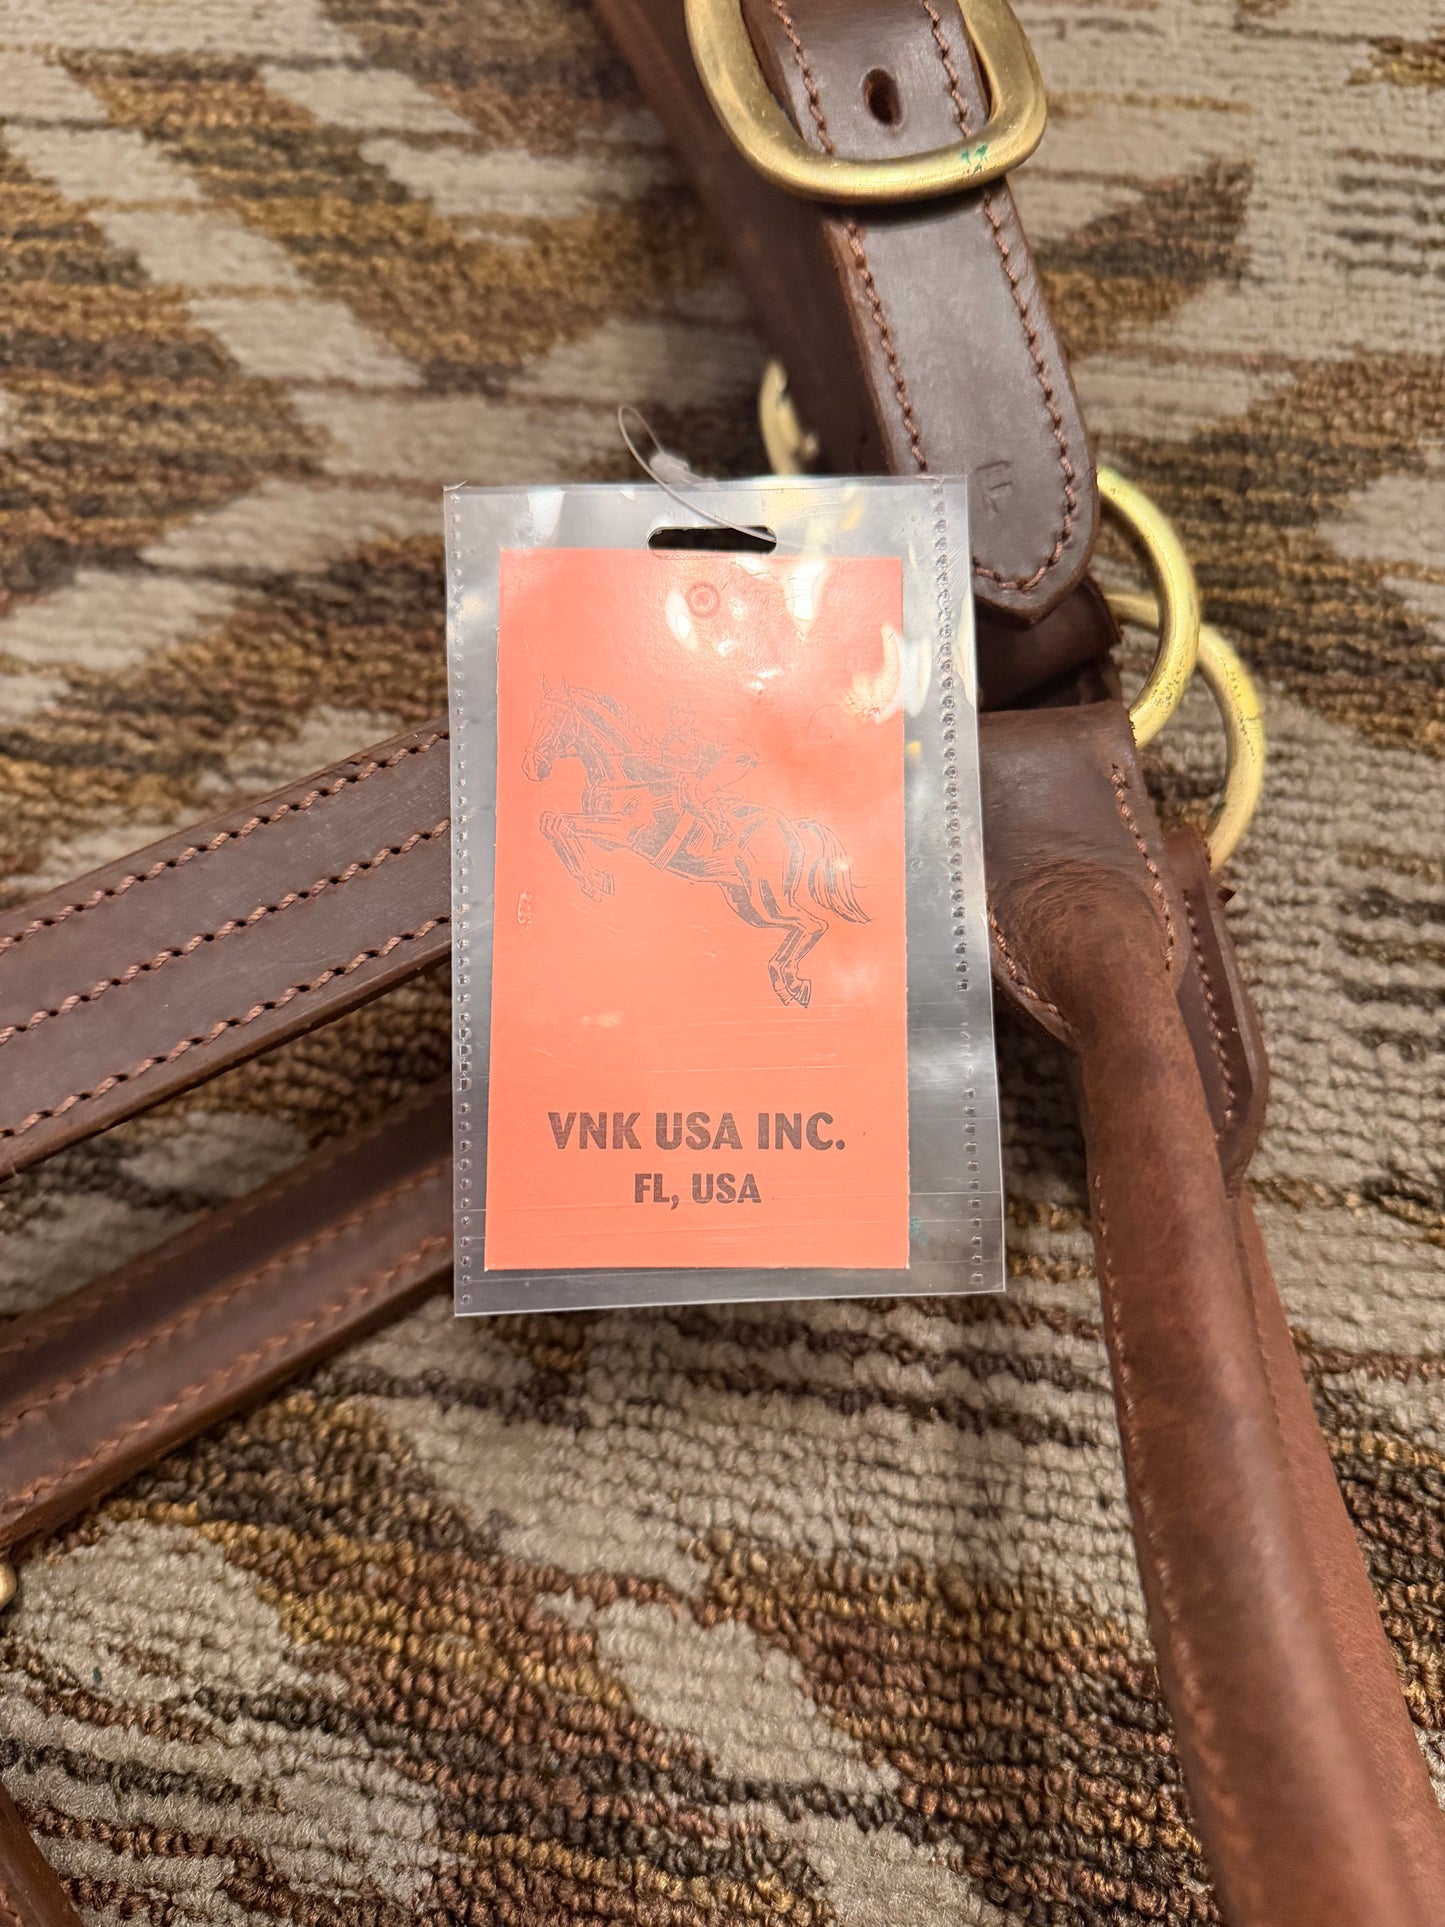 F
VNK USA INC.
FL, USA